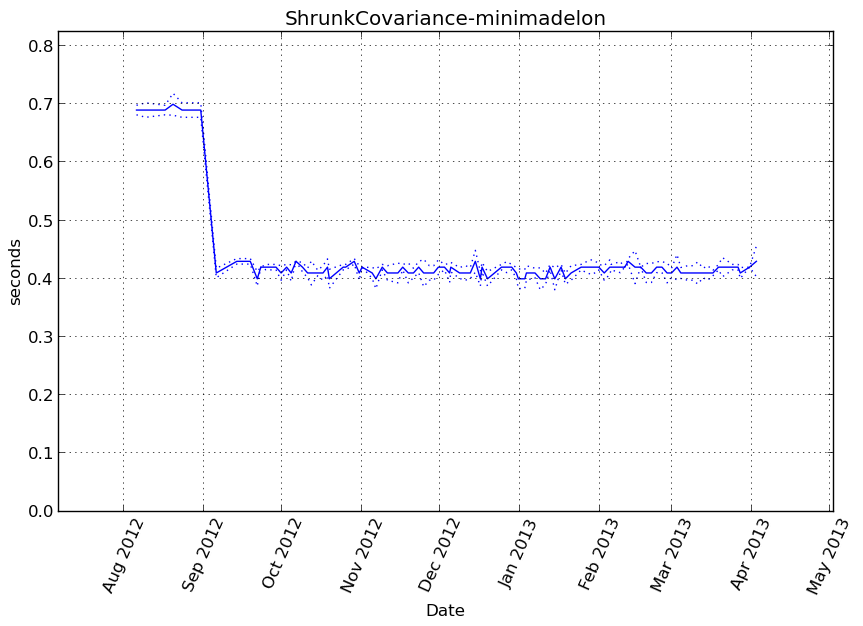 ShrunkCovariance-minimadelon
0.8
0.7
0.6
0.5
0.4
0.3
0.2
0.1
0.0
seconds
Aug 2012
Sep 2012
Oct 2012
Nov 2012
Dec 2012
Jan 2013
Feb 2013
Mar 2013
Apr 2013
May 2013
Date